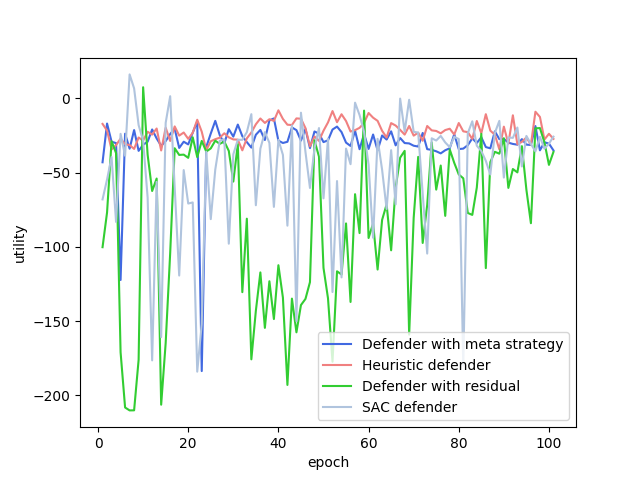 0
−50
−100
−150
−200
utility
0
20
40
60
80
100
epoch
Defender with meta strategy
Heuristic defender
Defender with residual
SAC defender